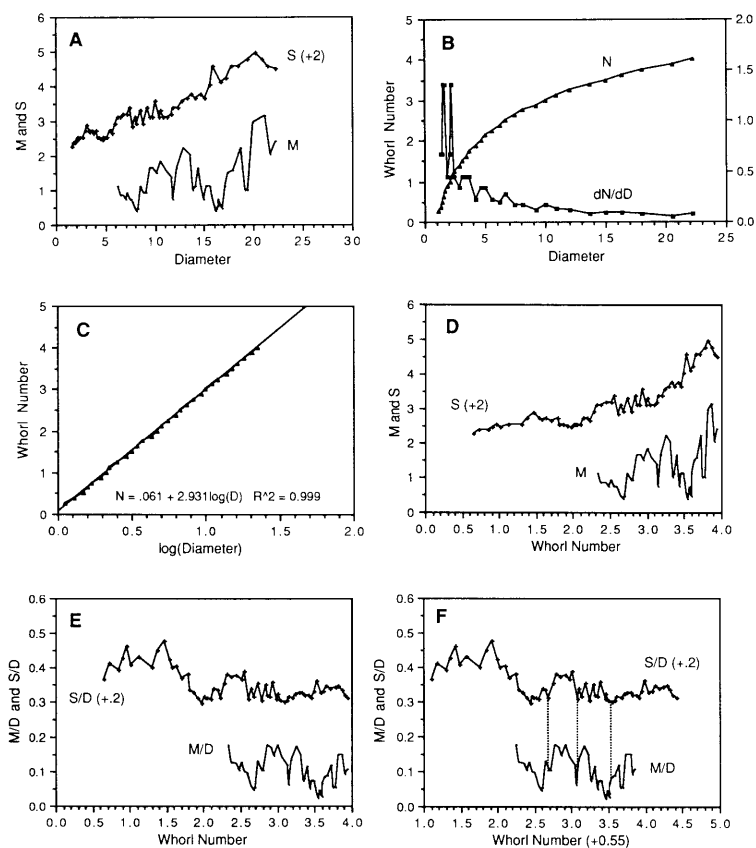 A
6
5
4
3
2
1
0
M and S
S (+2)
M
0 5 10 15 20 25 30
Diameter
B
5
4
3
2
1
0
Whorl Number
N
dN/dD
2.0
1.5
1.0
0.5
0.0
0 5 10 15 20 25
Diameter
C
5
4
3
2
1
0
Whorl Number
N = .061 + 2.931log(D) R^2 = 0.999
0.0 0.5 1.0 1.5 2.0
log(Diameter)
D
6
5
4
3
2
1
0
M and S
S (+2)
M
0.0 0.5 1.0 1.5 2.0 2.5 3.0 3.5 4.0
Whorl Number
E
0.6
0.5
0.4
0.3
0.2
0.1
0.0
M/D and S/D
S/D (+.2)
M/D
0.0 0.5 1.0 1.5 2.0 2.5 3.0 3.5 4.0
Whorl Number
F
0.6
0.5
0.4
0.3
0.2
0.1
0.0
M/D and S/D
S/D (+.2)
M/D
1.0 1.5 2.0 2.5 3.0 3.5 4.0 4.5 5.0
Whorl Number (+0.55)